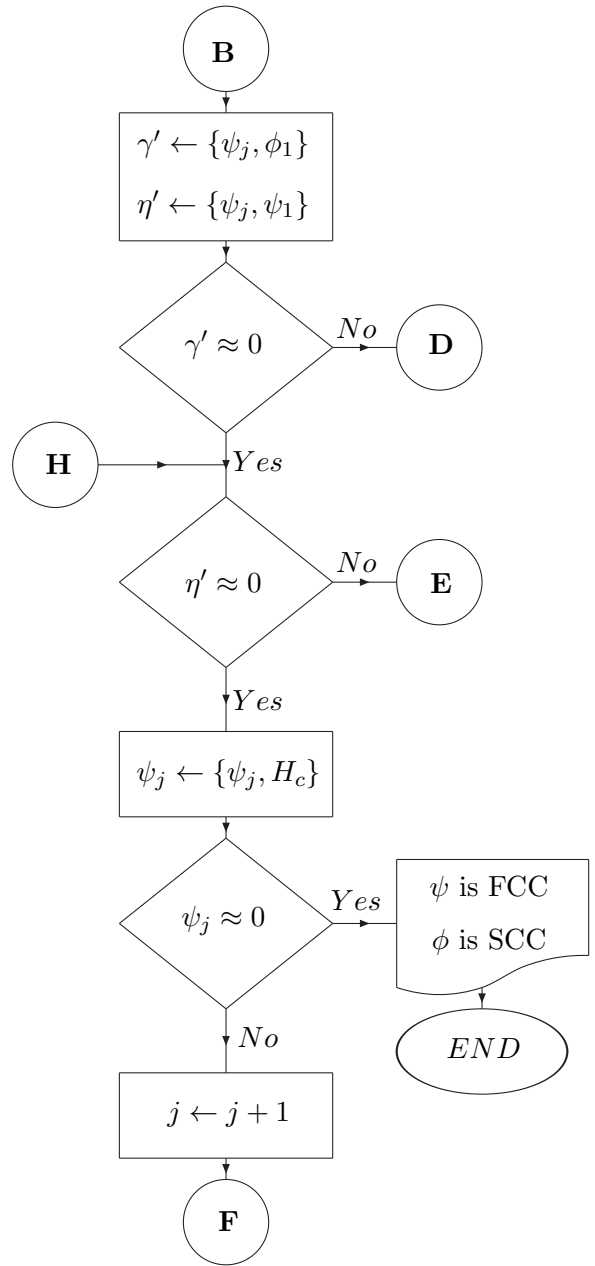 B
γ′ ← {ψ_j, ϕ_1}
η′ ← {ψ_j, ψ_1}
γ′ ≈ 0
No
D
H
Yes
η′ ≈ 0
No
E
Yes
ψ_j ← {ψ_j, H_c}
ψ_j ≈ 0
Yes
ψ is FCC
ϕ is SCC
END
No
j ← j + 1
F